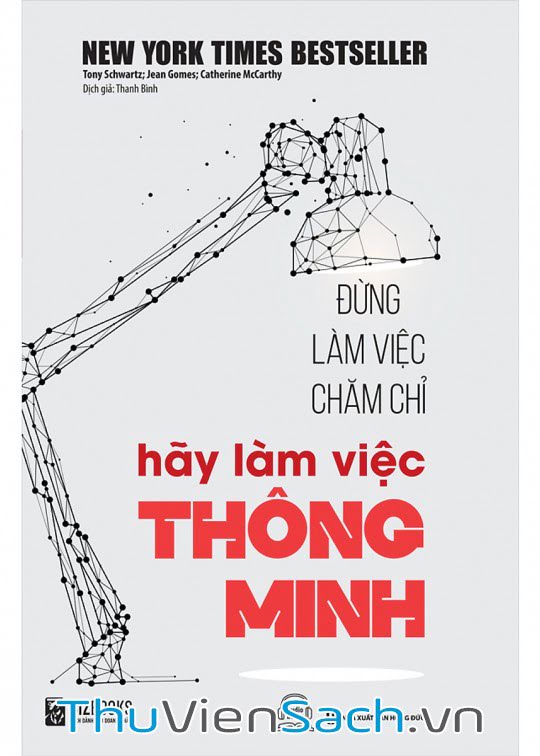 NEW YORK TIMES BESTSELLER
Tony Schwartz; Jean Gomes; Catherine McCarthy
Dịch giả: Thanh Bình
ĐỪNG
LÀM VIỆC
CHĂM CHỈ
hãy làm việc
THÔNG
MINH
ThuVienSach.vn